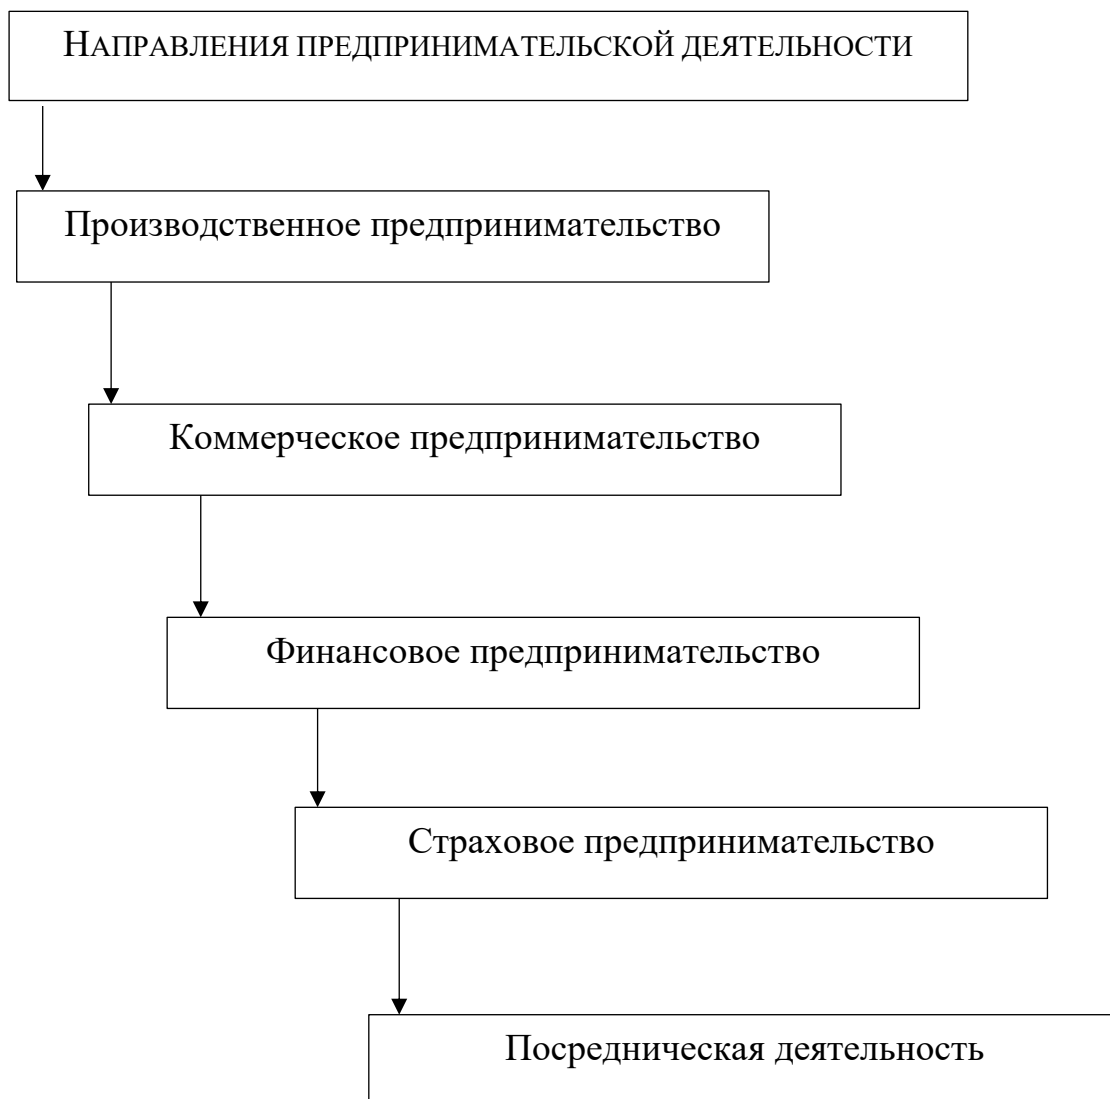 НАПРАВЛЕНИЯ ПРЕДПРИНИМАТЕЛЬСКОЙ ДЕЯТЕЛЬНОСТИ
Производственное предпринимательство
Коммерческое предпринимательство
Финансовое предпринимательство
Страховое предпринимательство
Посредническая деятельность